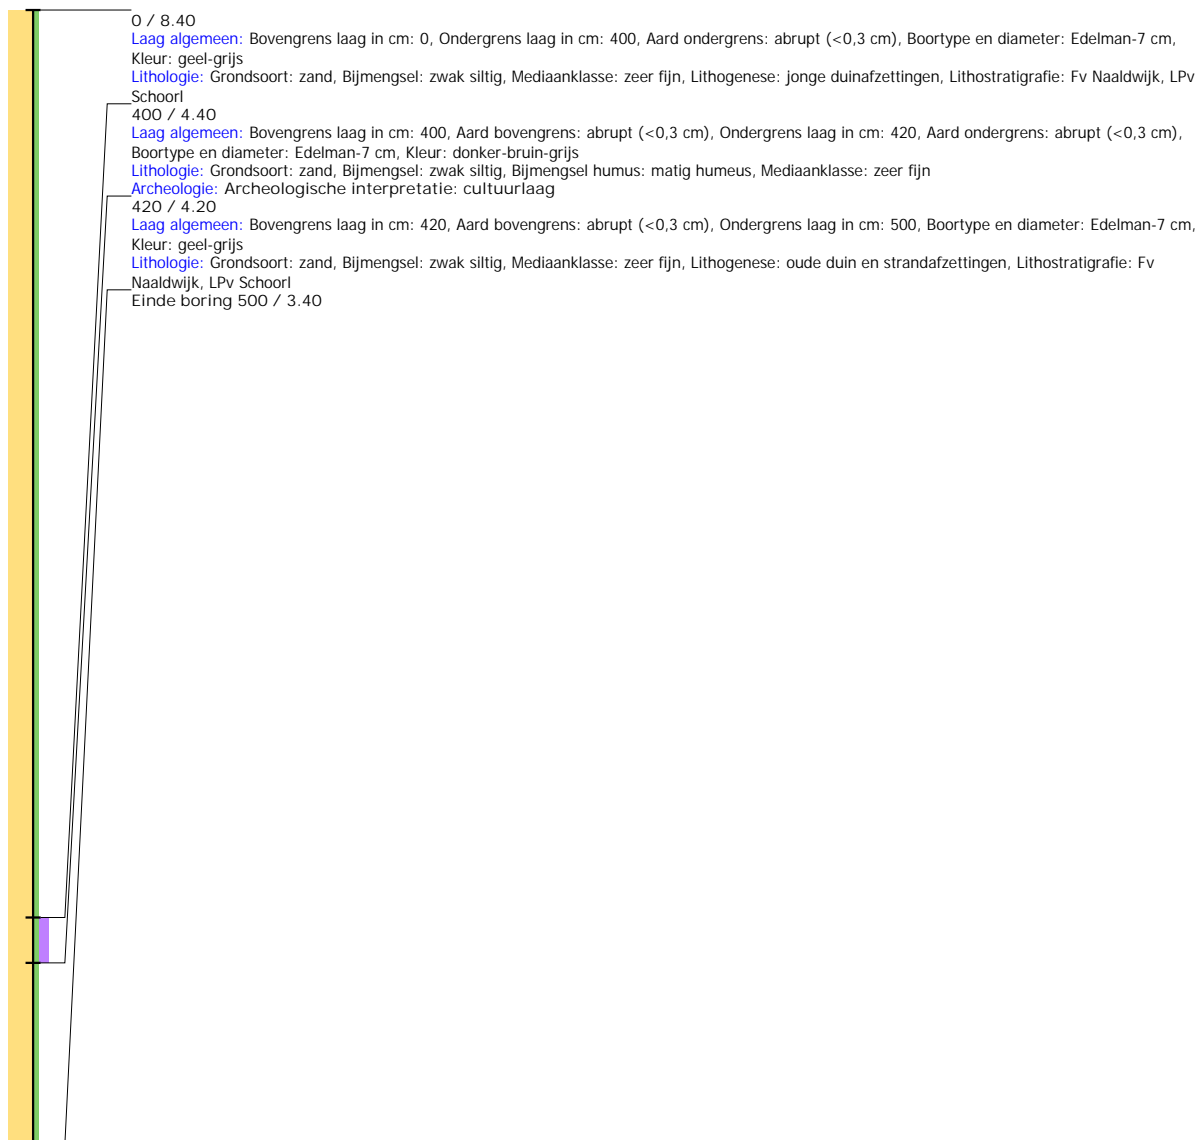 0 / 8.40
Laag algemeen: Bovengrens laag in cm: 0, Ondergrens laag in cm: 400, Aard ondergrens: abrupt (<0,3 cm), Boortype en diameter: Edelman-7 cm,
Kleur: geel-grijs
Lithologie: Grondsoort: zand, Bijmengsel: zwak siltig, Mediaanklasse: zeer fijn, Lithogenese: jonge duinafzettingen, Lithostratigrafie: Fv Naaldwijk, LPv
Schoorl
400 / 4.40
Laag algemeen: Bovengrens laag in cm: 400, Aard bovengrens: abrupt (<0,3 cm), Ondergrens laag in cm: 420, Aard ondergrens: abrupt (<0,3 cm),
Boortype en diameter: Edelman-7 cm, Kleur: donker-bruin-grijs
Lithologie: Grondsoort: zand, Bijmengsel: zwak siltig, Bijmengsel humus: matig humeus, Mediaanklasse: zeer fijn
Archeologie: Archeologische interpretatie: cultuurlaag
420 / 4.20
Laag algemeen: Bovengrens laag in cm: 420, Aard bovengrens: abrupt (<0,3 cm), Ondergrens laag in cm: 500, Boortype en diameter: Edelman-7 cm,
Kleur: geel-grijs
Lithologie: Grondsoort: zand, Bijmengsel: zwak siltig, Mediaanklasse: zeer fijn, Lithogenese: oude duin en strandafzettingen, Lithostratigrafie: Fv
Naaldwijk, LPv Schoorl
Einde boring 500 / 3.40